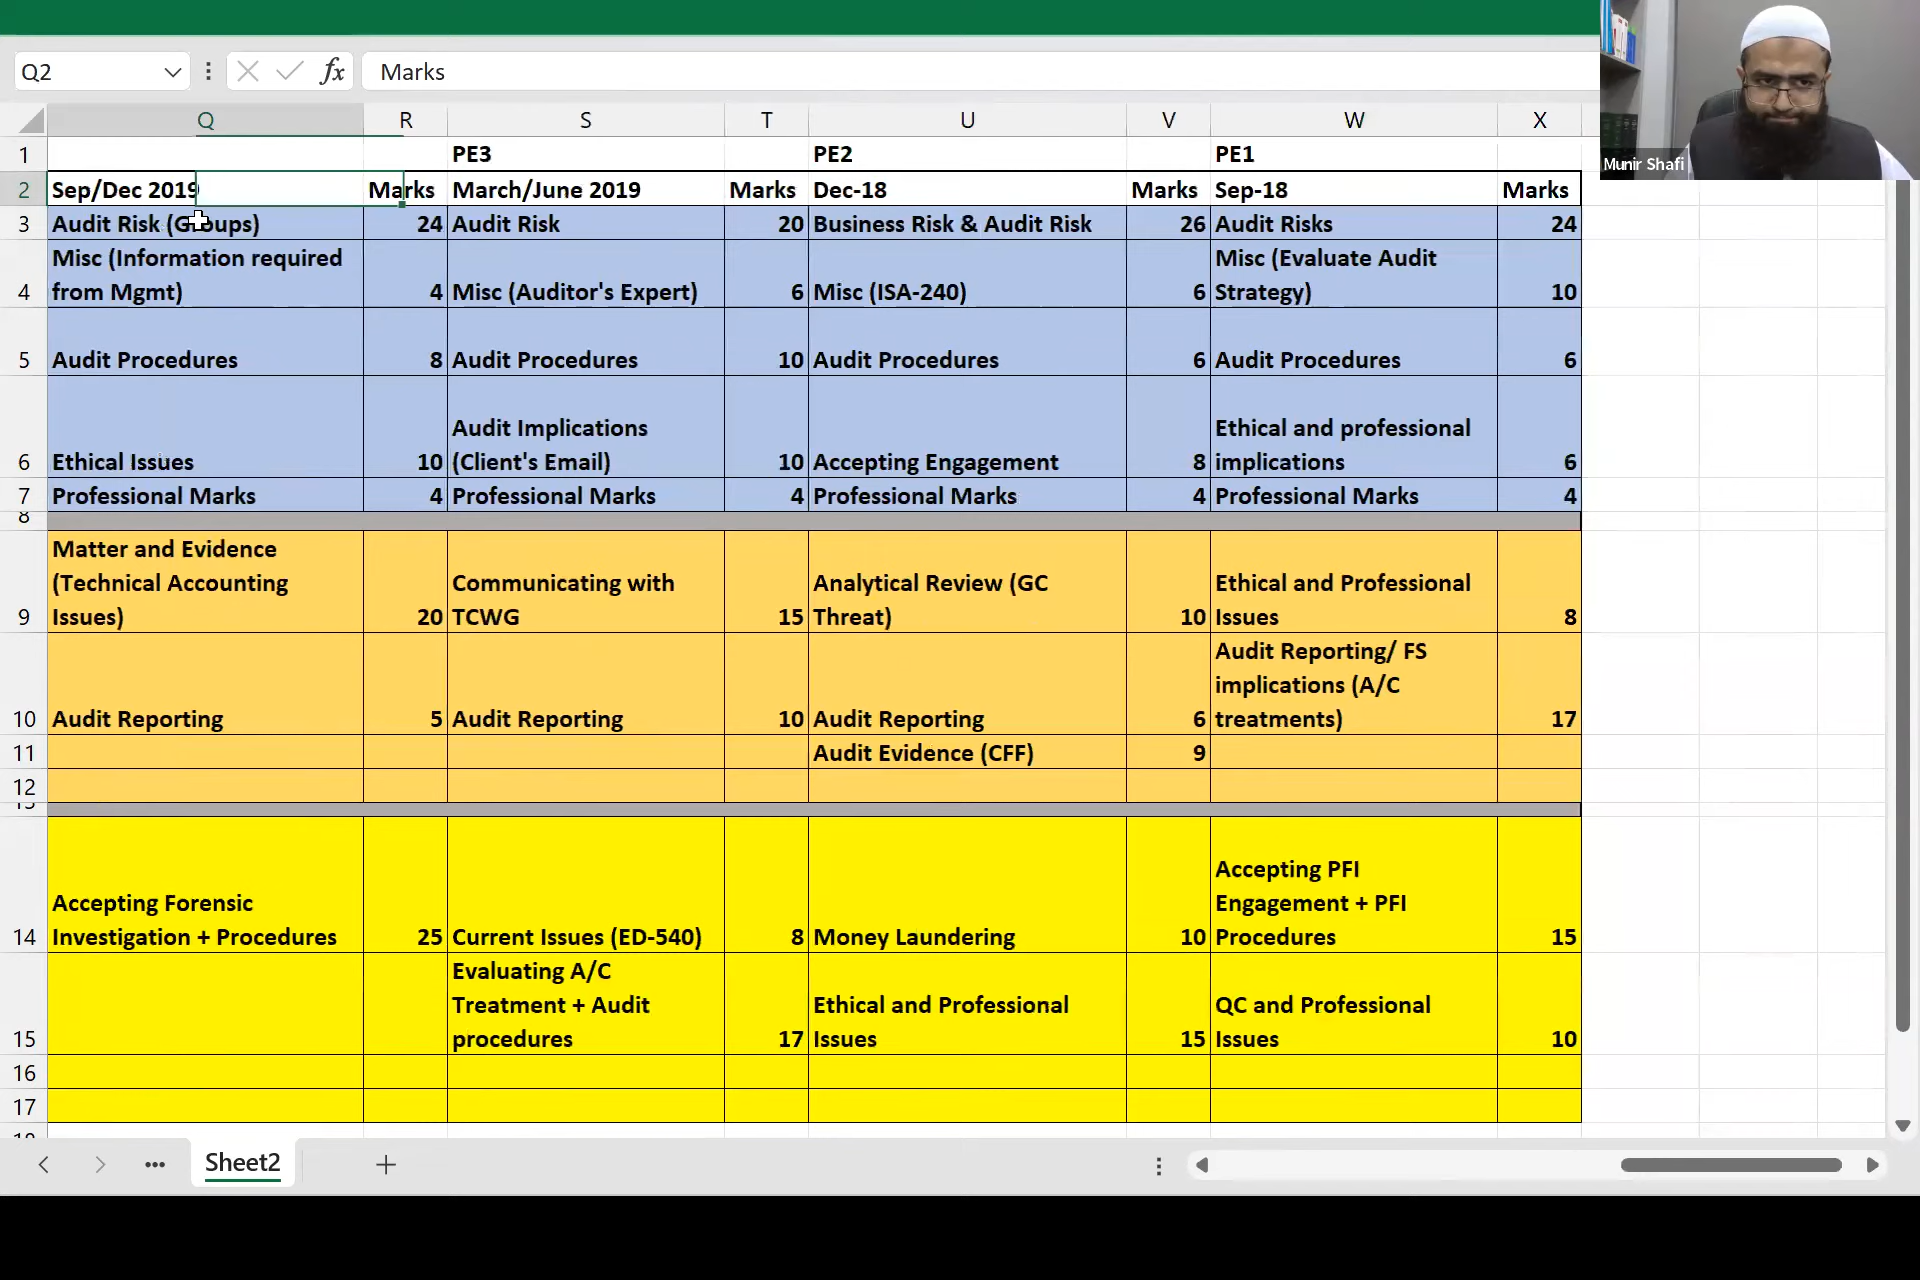 Q2
fx
Marks
Q R S T U V W X
1 PE3 PE2 PE1
2 Sep/Dec 2019 Marks March/June 2019 Marks Dec-18 Marks Sep-18 Marks
3 Audit Risk (Groups) 24 Audit Risk 20 Business Risk & Audit Risk 26 Audit Risks 24
Misc (Information required Misc (Evaluate Audit
4 from Mgmt) 4 Misc (Auditor's Expert) 6 Misc (ISA-240) 6 Strategy) 10
5 Audit Procedures 8 Audit Procedures 10 Audit Procedures 6 Audit Procedures 6
Audit Implications Ethical and professional
6 Ethical Issues 10 (Client's Email) 10 Accepting Engagement 8 implications 6
7 Professional Marks 4 Professional Marks 4 Professional Marks 4 Professional Marks 4
8
Matter and Evidence
(Technical Accounting Communicating with Analytical Review (GC Ethical and Professional
9 Issues) 20 TCWG 15 Threat) 10 Issues 8
Audit Reporting/ FS
implications (A/C
10 Audit Reporting 5 Audit Reporting 10 Audit Reporting 6 treatments) 17
11 Audit Evidence (CFF) 9
12
13
Accepting PFI
Accepting Forensic Engagement + PFI
14 Investigation + Procedures 25 Current Issues (ED-540) 8 Money Laundering 10 Procedures 15
Evaluating A/C
Treatment + Audit Ethical and Professional QC and Professional
15 procedures 17 Issues 15 Issues 10
16
17
18
Sheet2
Munir Shafi